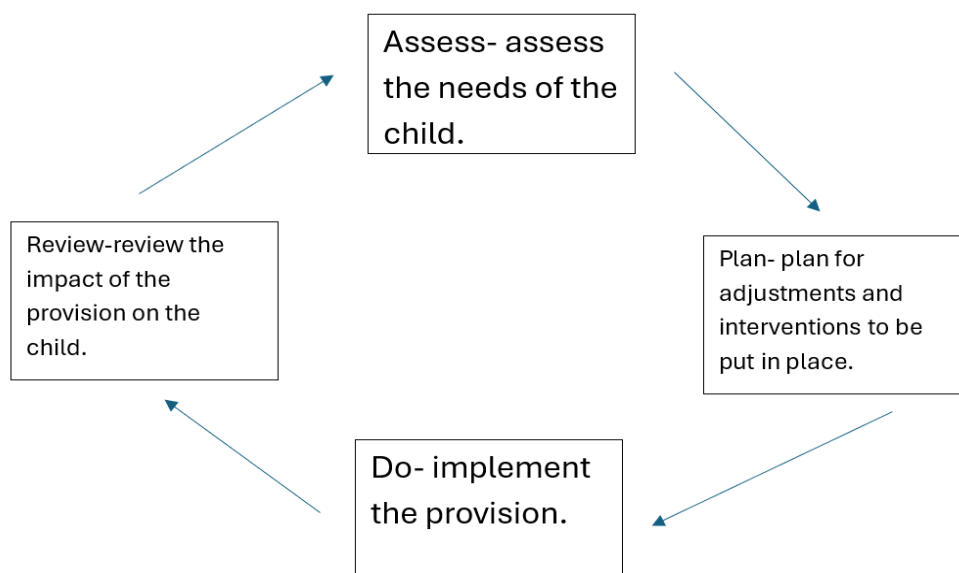 Assess- assess
the needs of the
child.
Plan- plan for
adjustments and
interventions to be
put in place.
Do- implement
the provision.
Review-review the
impact of the
provision on the
child.